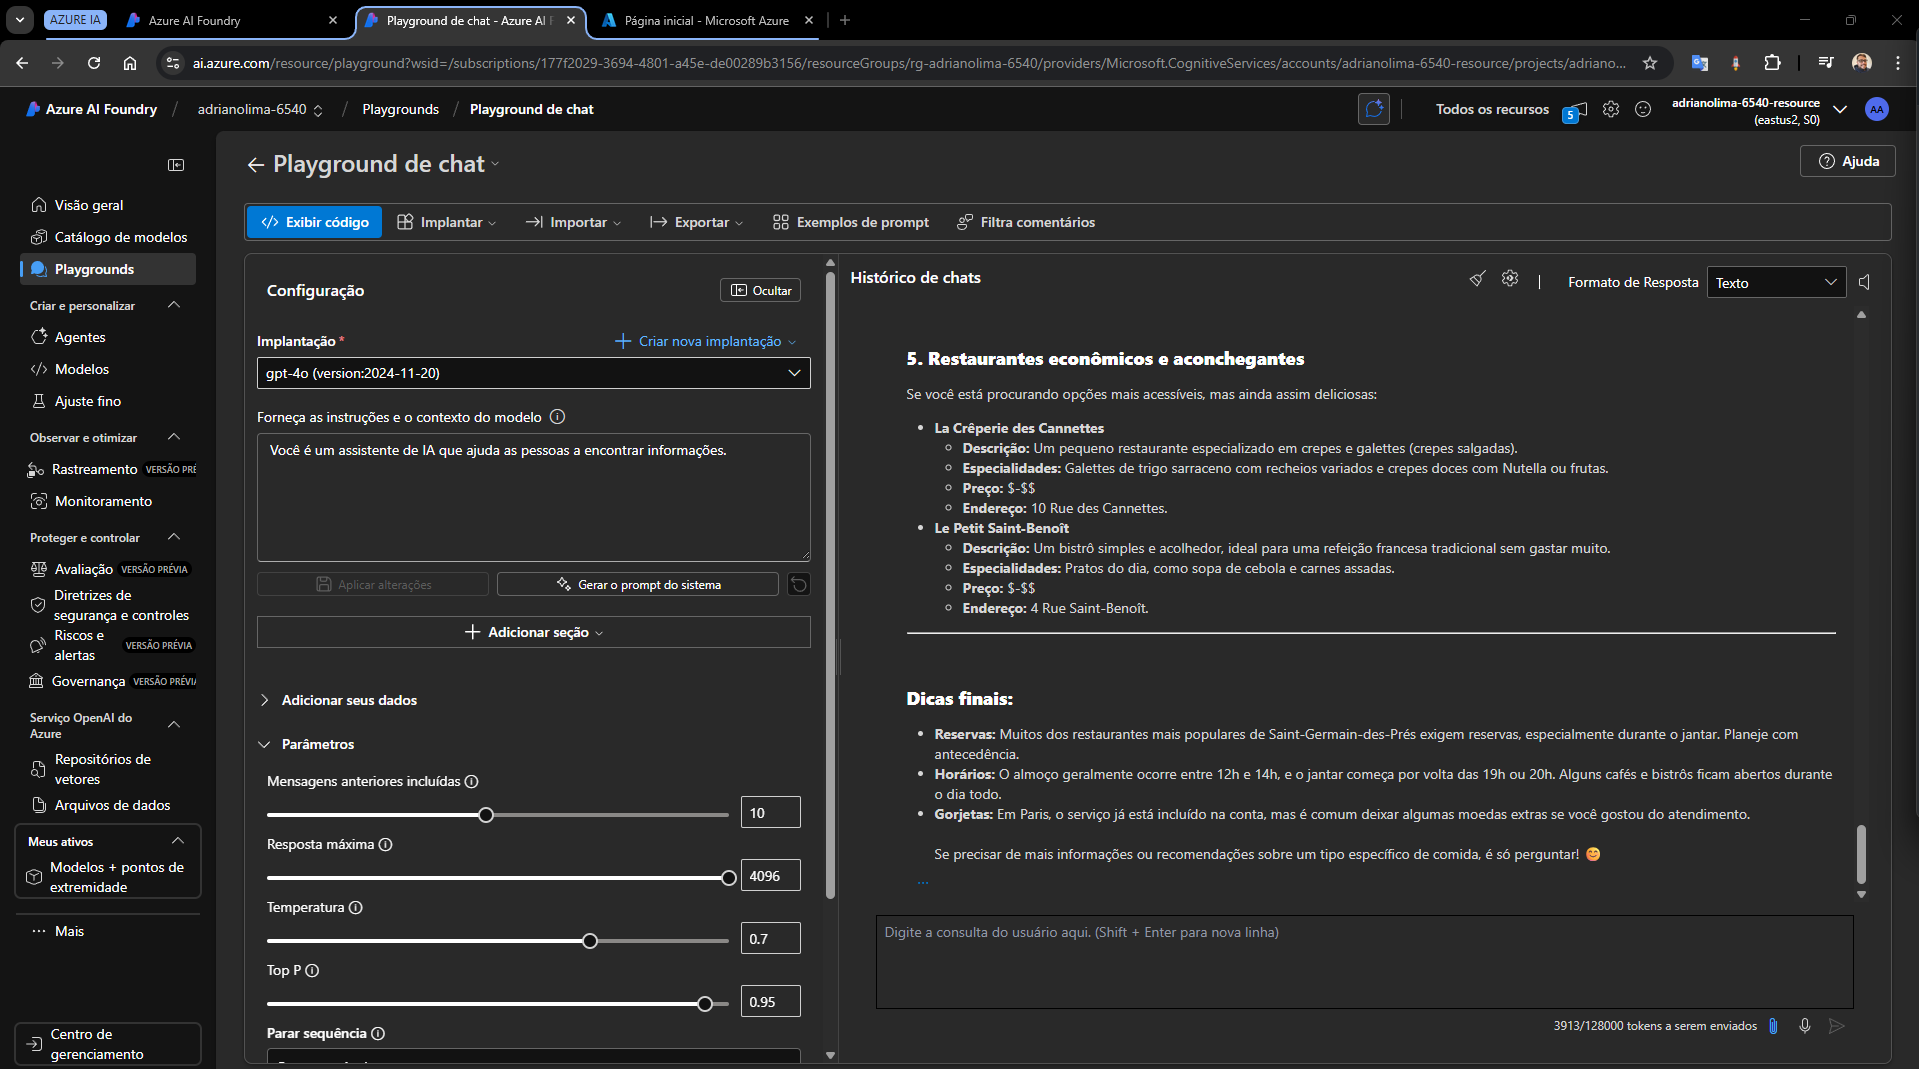 AZURE IA
Azure AI Foundry
Playground de chat - Azure AI F
Página inicial - Microsoft Azure
ai.azure.com/resource/playground?wsid=/subscriptions/177f2029-3694-4801-a45e-de00289b3156/resourceGroups/rg-adrianolima-6540/providers/Microsoft.CognitiveServices/accounts/adrianolima-6540-resource/projects/adriano...
Azure AI Foundry / adrianolima-6540 / Playgrounds / Playground de chat
Todos os recursos
5
adrianolima-6540-resource
(eastus2, S0)
AA
Playground de chat
Ajuda
Visão geral
Catálogo de modelos
Playgrounds
Criar e personalizar
Agentes
Modelos
Ajuste fino
Observar e otimizar
Rastreamento VERSÃO PRÉ
Monitoramento
Proteger e controlar
Avaliação VERSÃO PRÉVIA
Diretrizes de
segurança e controles
Riscos e
alertas VERSÃO PRÉVIA
Governança VERSÃO PRÉVI
Serviço OpenAI do
Azure
Repositórios de
vetores
Arquivos de dados
Meus ativos
Modelos + pontos de
extremidade
Mais
Centro de
gerenciamento
Exibir código
Implantar
Importar
Exportar
Exemplos de prompt
Filtra comentários
Configuração
Ocultar
Implantação *
Criar nova implantação
gpt-4o (version:2024-11-20)
Forneça as instruções e o contexto do modelo
Você é um assistente de IA que ajuda as pessoas a encontrar informações.
Aplicar alterações
Gerar o prompt do sistema
Adicionar seção
Adicionar seus dados
Parâmetros
Mensagens anteriores incluídas
10
Resposta máxima
4096
Temperatura
0.7
Top P
0.95
Parar sequência
Histórico de chats
Formato de Resposta
Texto
5. Restaurantes econômicos e aconchegantes
Se você está procurando opções mais acessíveis, mas ainda assim deliciosas:
• La Crêperie des Cannettes
Descrição: Um pequeno restaurante especializado em crepes e galettes (crepes salgadas).
Especialidades: Galettes de trigo sarraceno com recheios variados e crepes doces com Nutella ou frutas.
Preço: $-$$
Endereço: 10 Rue des Cannettes.
• Le Petit Saint-Benoît
Descrição: Um bistrô simples e acolhedor, ideal para uma refeição francesa tradicional sem gastar muito.
Especialidades: Pratos do dia, como sopa de cebola e carnes assadas.
Preço: $-$$
Endereço: 4 Rue Saint-Benoît.
Dicas finais:
• Reservas: Muitos dos restaurantes mais populares de Saint-Germain-des-Prés exigem reservas, especialmente durante o jantar. Planeje com
antecedência.
• Horários: O almoço geralmente ocorre entre 12h e 14h, e o jantar começa por volta das 19h ou 20h. Alguns cafés e bistrôs ficam abertos durante
o dia todo.
• Gorjetas: Em Paris, o serviço já está incluído na conta, mas é comum deixar algumas moedas extras se você gostou do atendimento.
Se precisar de mais informações ou recomendações sobre um tipo específico de comida, é só perguntar! 😊
...
Digite a consulta do usuário aqui. (Shift + Enter para nova linha)
3913/128000 tokens a serem enviados